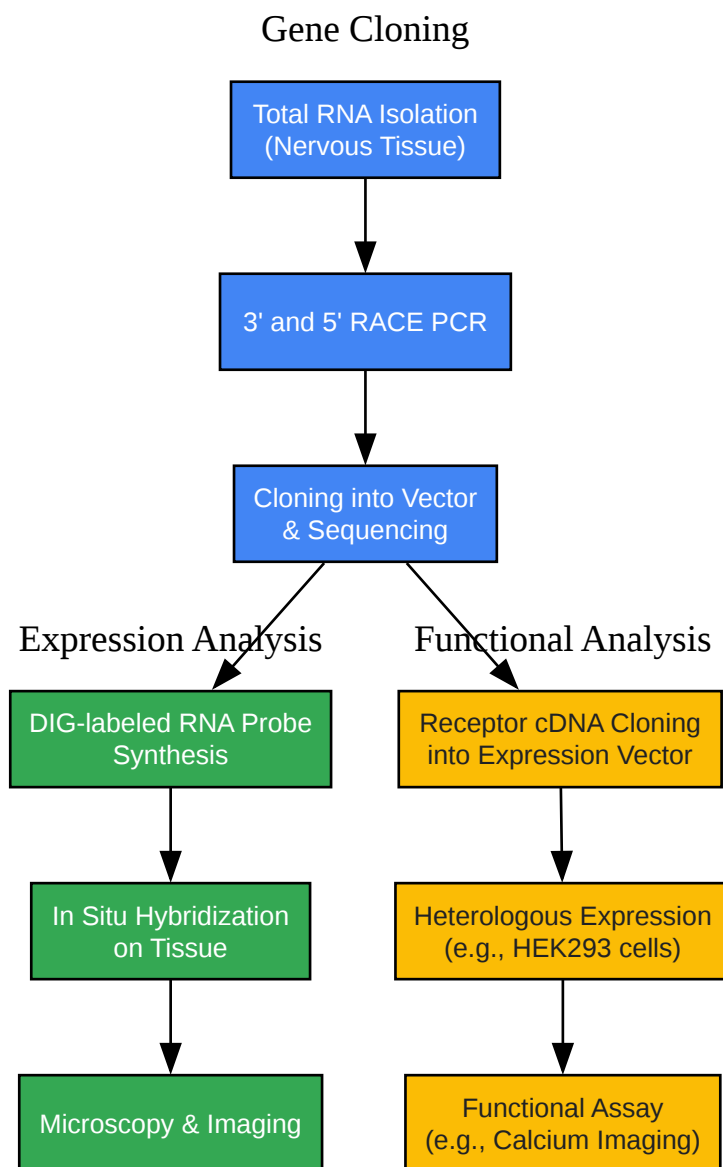 Gene Cloning
Total RNA Isolation
(Nervous Tissue)
3' and 5' RACE PCR
Cloning into Vector
& Sequencing
Expression Analysis
Functional Analysis
DIG-labeled RNA Probe
Synthesis
Receptor cDNA Cloning
into Expression Vector
In Situ Hybridization
on Tissue
Heterologous Expression
(e.g., HEK293 cells)
Microscopy & Imaging
Functional Assay
(e.g., Calcium Imaging)